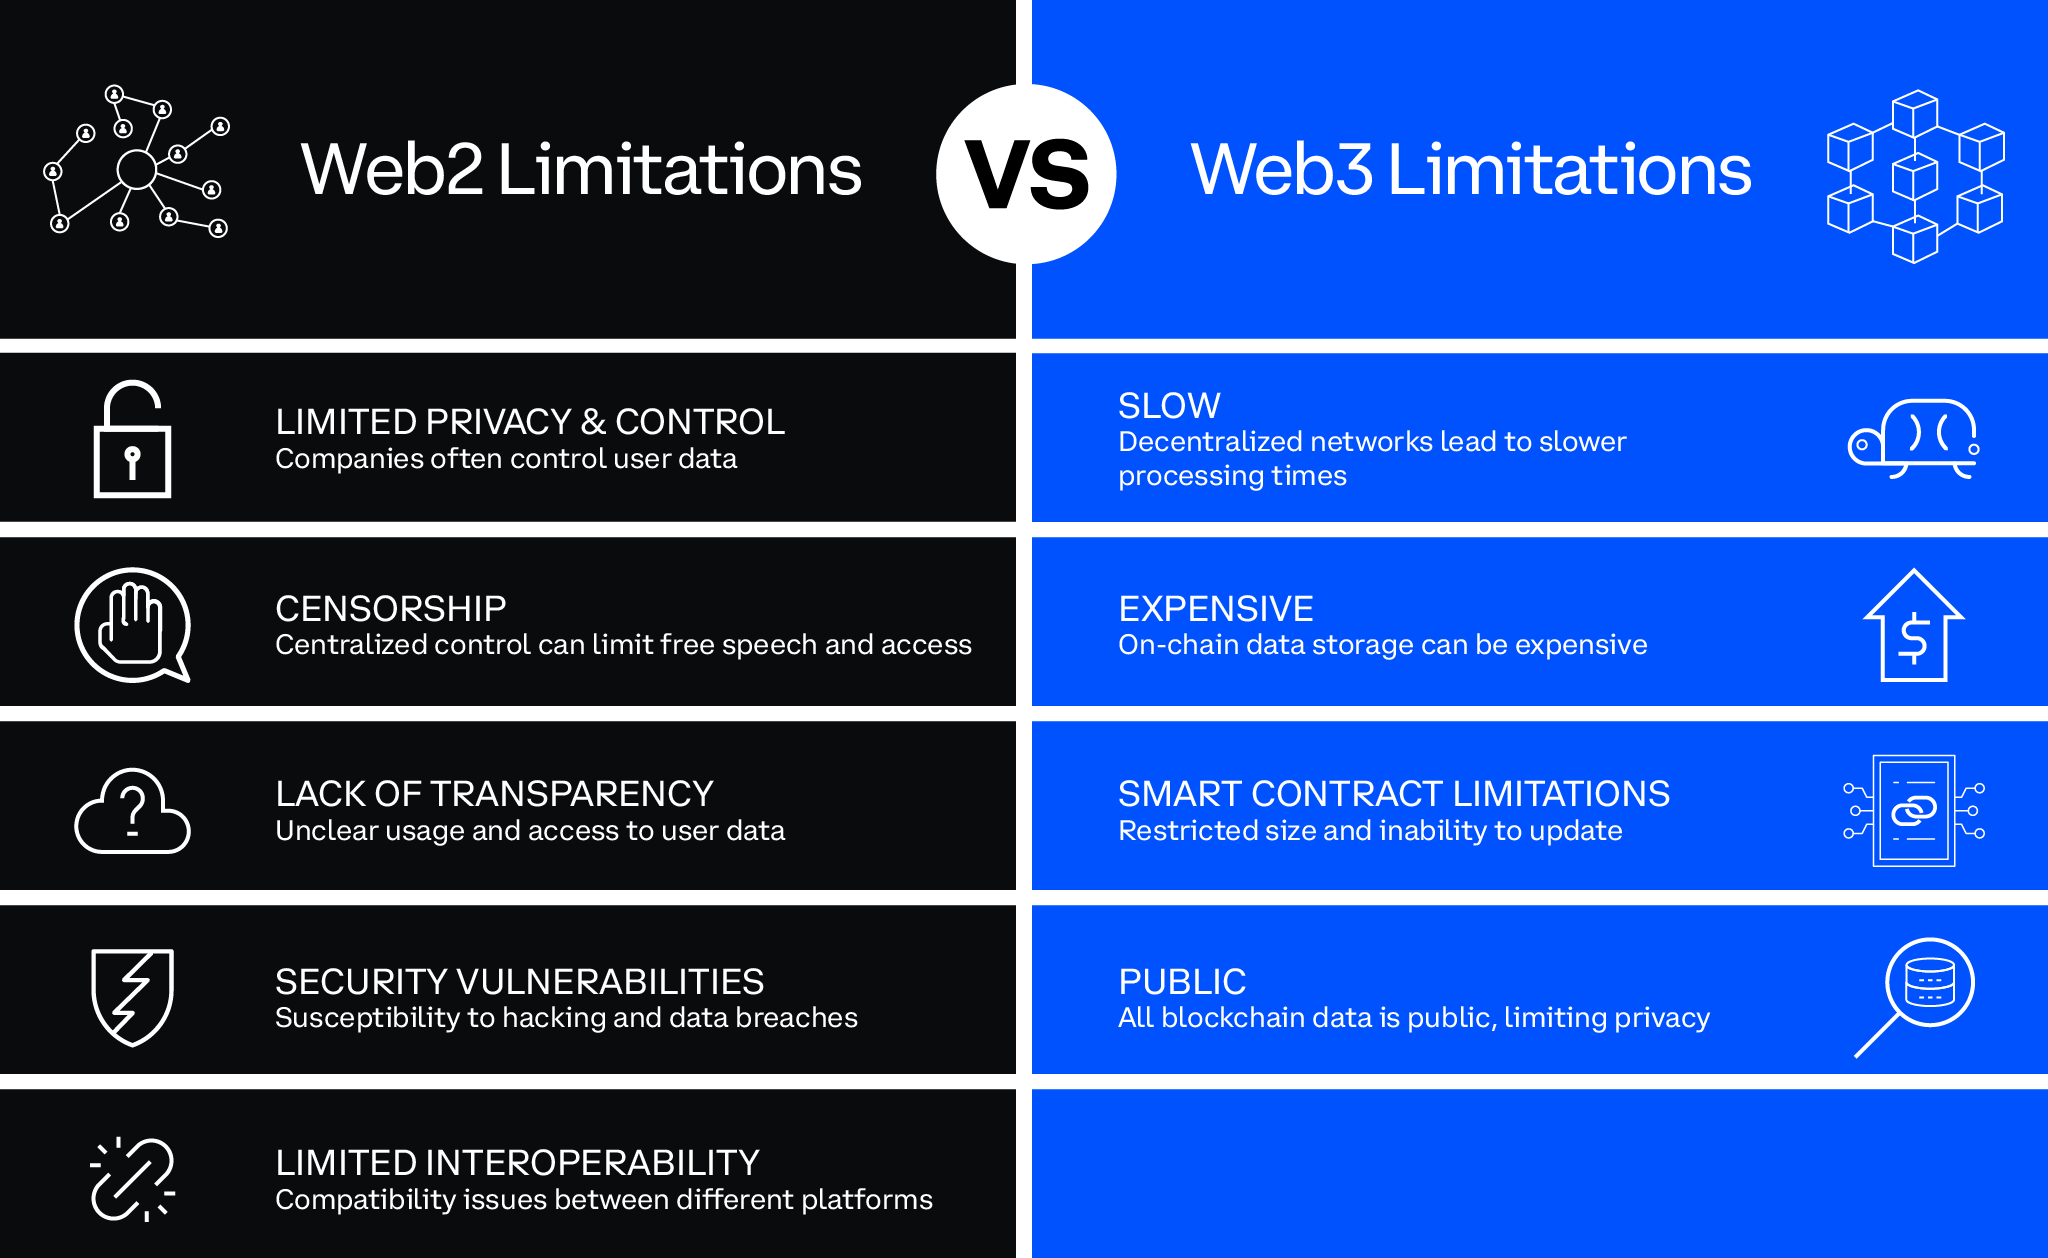 Web2 Limitations
VS
Web3 Limitations
LIMITED PRIVACY & CONTROL
Companies often control user data
SLOW
Decentralized networks lead to slower
processing times
CENSORSHIP
Centralized control can limit free speech and access
EXPENSIVE
On-chain data storage can be expensive
LACK OF TRANSPARENCY
Unclear usage and access to user data
SMART CONTRACT LIMITATIONS
Restricted size and inability to update
SECURITY VULNERABILITIES
Susceptibility to hacking and data breaches
PUBLIC
All blockchain data is public, limiting privacy
LIMITED INTEROPERABILITY
Compatibility issues between different platforms